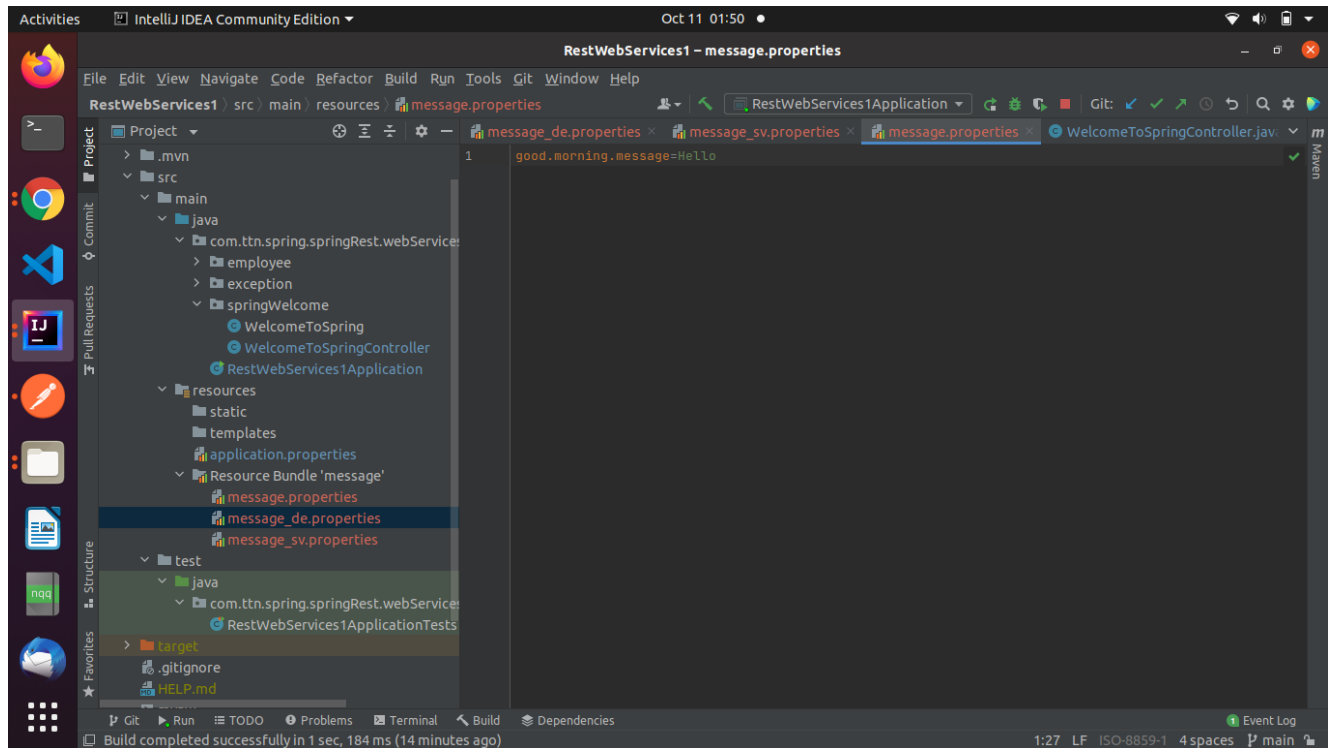 Activities
IntelliJ IDEA Community Edition
Oct 11 01:50
RestWebServices1 – message.properties
File Edit View Navigate Code Refactor Build Run Tools Git Window Help
RestWebServices1 src main resources message.properties
RestWebServices1Application
Git:
Project
message_de.properties
message_sv.properties
message.properties
WelcomeToSpringController.java
1 good.morning.message=Hello
.mvn
src
main
java
com.ttn.spring.springRest.webServices
employee
exception
springWelcome
WelcomeToSpring
WelcomeToSpringController
RestWebServices1Application
resources
static
templates
application.properties
Resource Bundle 'message'
message.properties
message_de.properties
message_sv.properties
test
java
com.ttn.spring.springRest.webServices
RestWebServices1ApplicationTests
target
.gitignore
HELP.md
Project
Commit
Pull Requests
Structure
Favorites
m
Maven
IJ
nqq
Git Run TODO Problems Terminal Build Dependencies
1 Event Log
Build completed successfully in 1 sec, 184 ms (14 minutes ago)
1:27 LF ISO-8859-1 4 spaces main